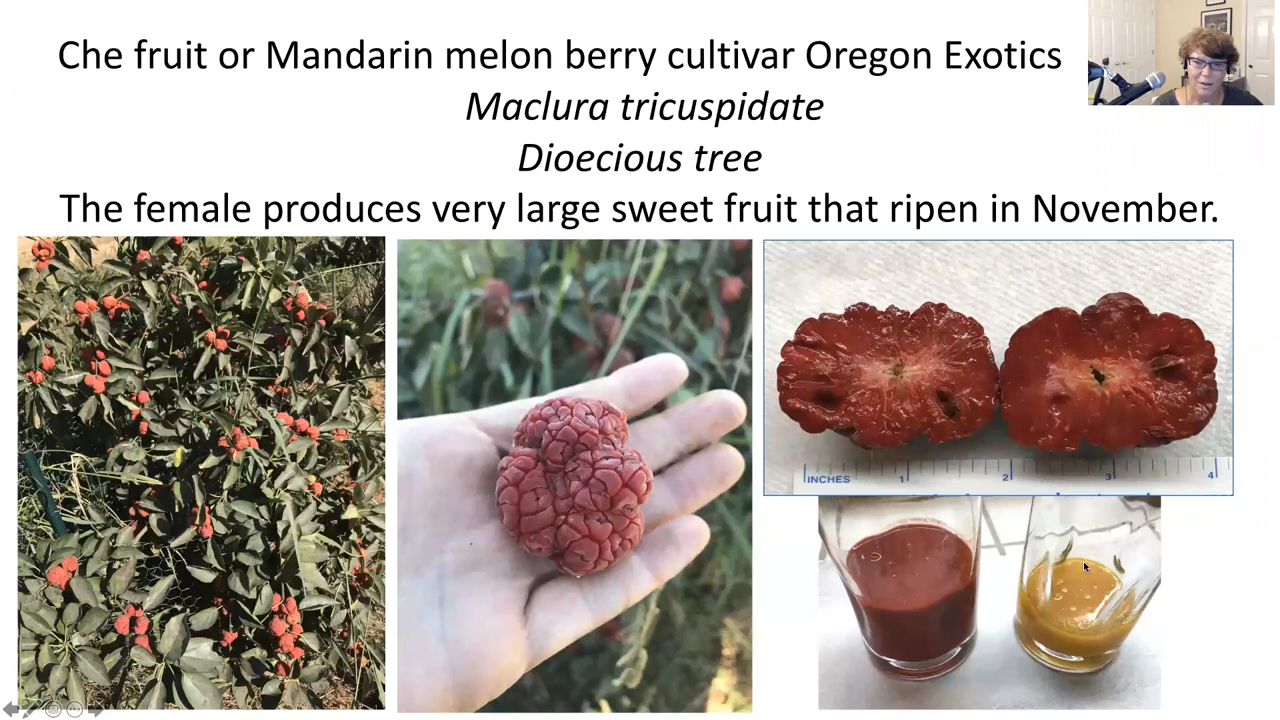 Che fruit or Mandarin melon berry cultivar Oregon Exotics
Maclura tricuspidate
Dioecious tree
The female produces very large sweet fruit that ripen in November.
INCHES 1 2 3 4